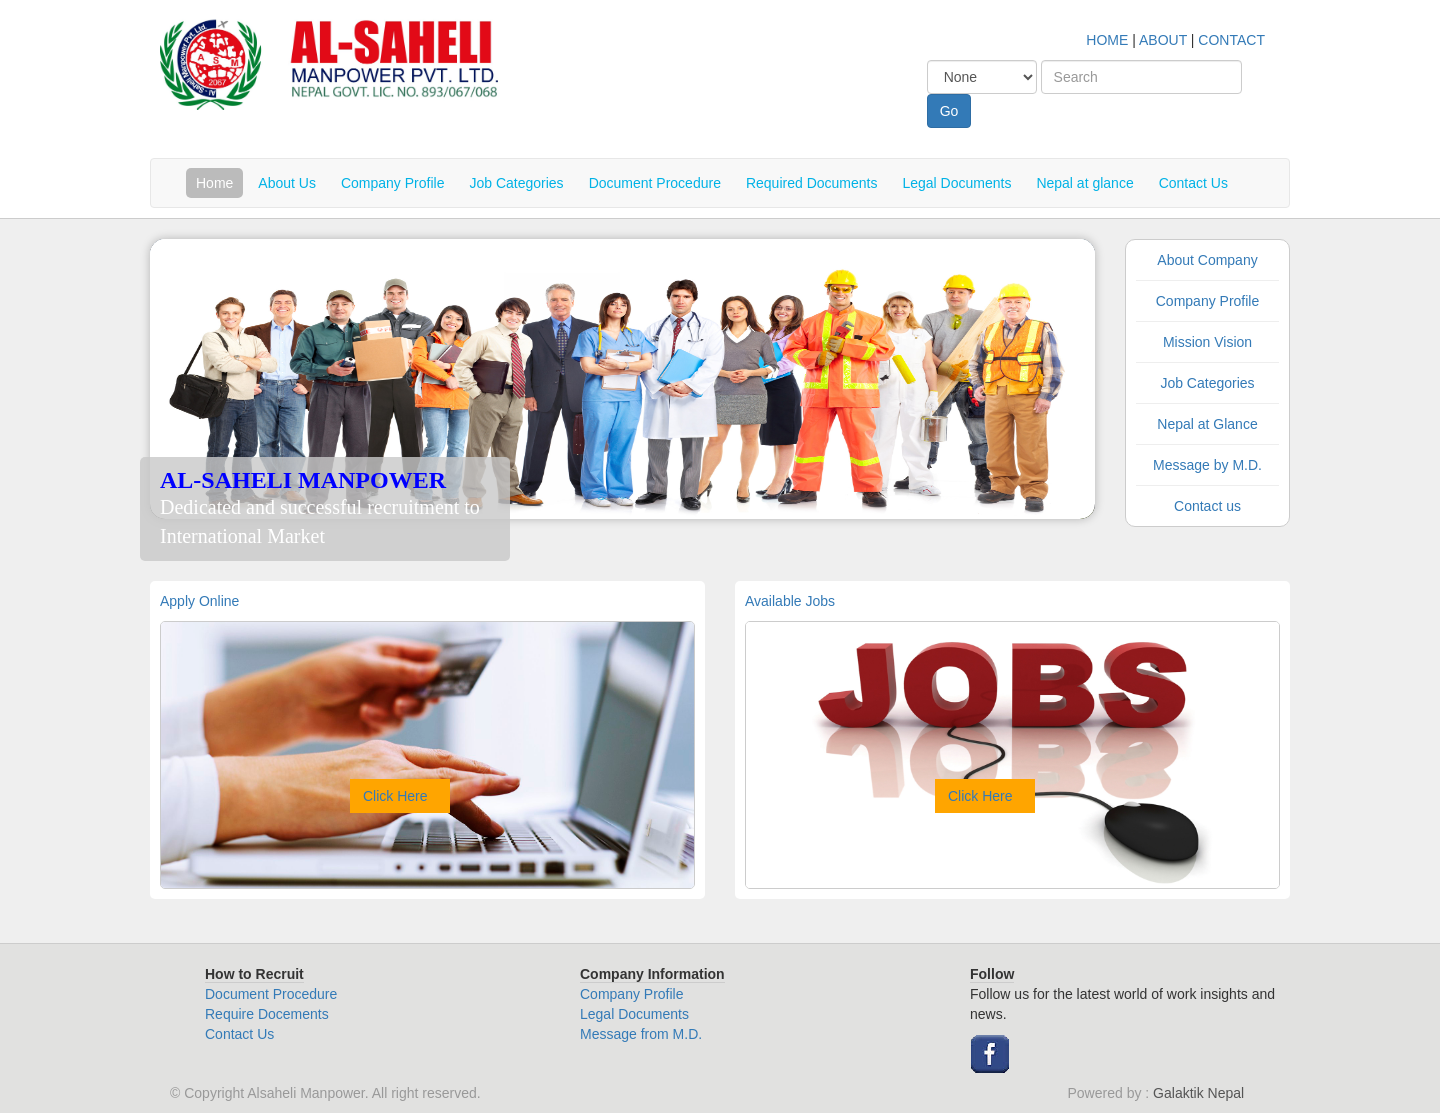 AL-SAHELI
MANPOWER PVT. LTD.
NEPAL GOVT. LIC. NO. 893/067/068
Al-Saheli Manpower Pvt. Ltd.
A S M
2067
HOME | ABOUT | CONTACT
None Search
Go
Home About Us Company Profile Job Categories Document Procedure Required Documents Legal Documents Nepal at glance Contact Us
AL-SAHELI MANPOWER
Dedicated and successful recruitment to
International Market
About Company
Company Profile
Mission Vision
Job Categories
Nepal at Glance
Message by M.D.
Contact us
Apply Online
Click Here
Available Jobs
JOBS
Click Here
How to Recruit
Document Procedure
Require Docements
Contact Us
Company Information
Company Profile
Legal Documents
Message from M.D.
Follow
Follow us for the latest world of work insights and
news.
f
© Copyright Alsaheli Manpower. All right reserved.
Powered by : Galaktik Nepal